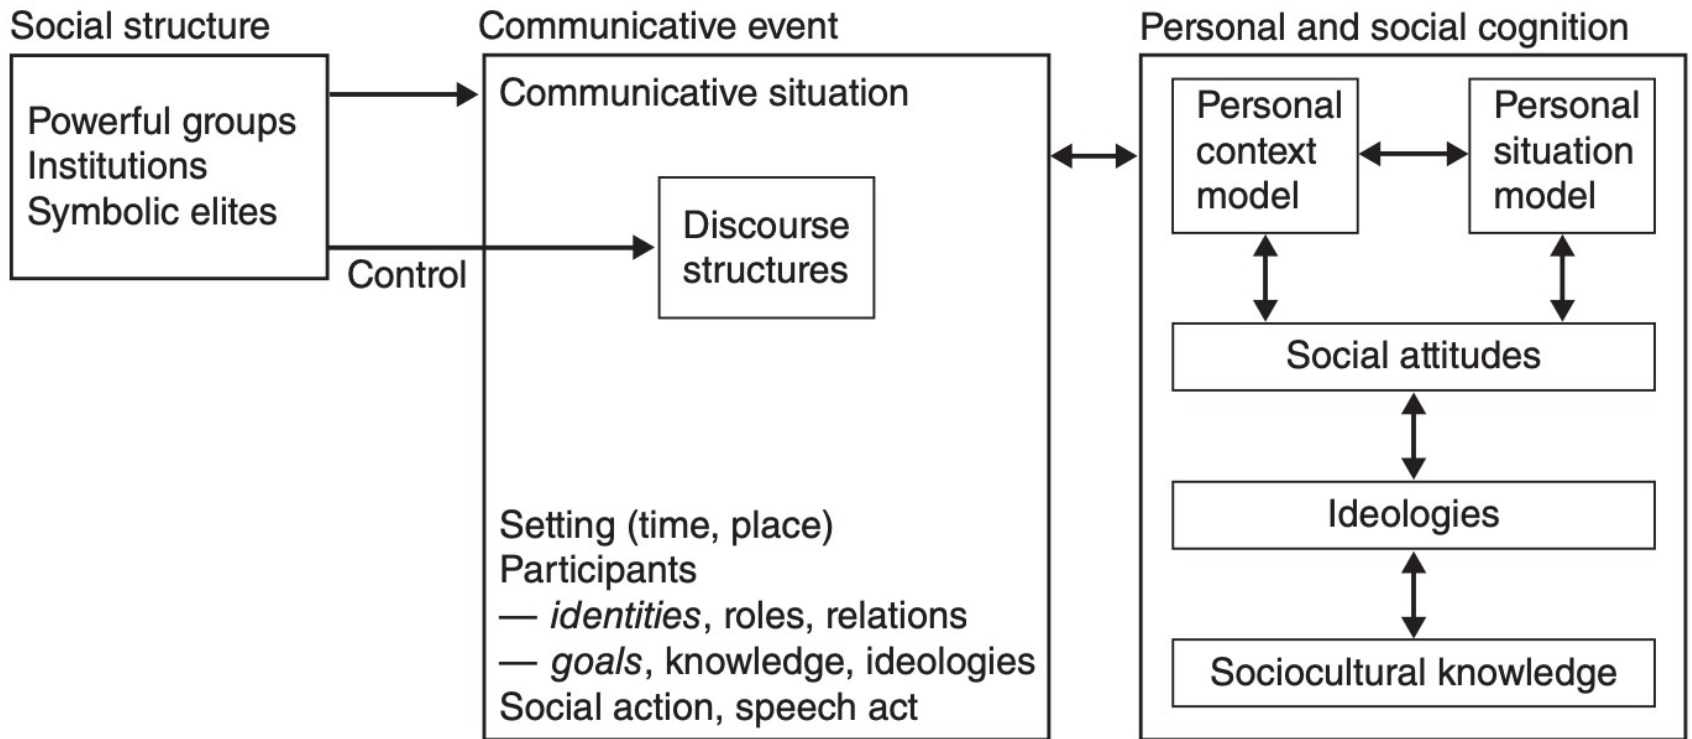 Social structure
Powerful groups
Institutions
Symbolic elites
Control
Communicative event
Communicative situation
Discourse
structures
Setting (time, place)
Participants
— identities, roles, relations
— goals, knowledge, ideologies
Social action, speech act
Personal and social cognition
Personal
context
model
Personal
situation
model
Social attitudes
Ideologies
Sociocultural knowledge